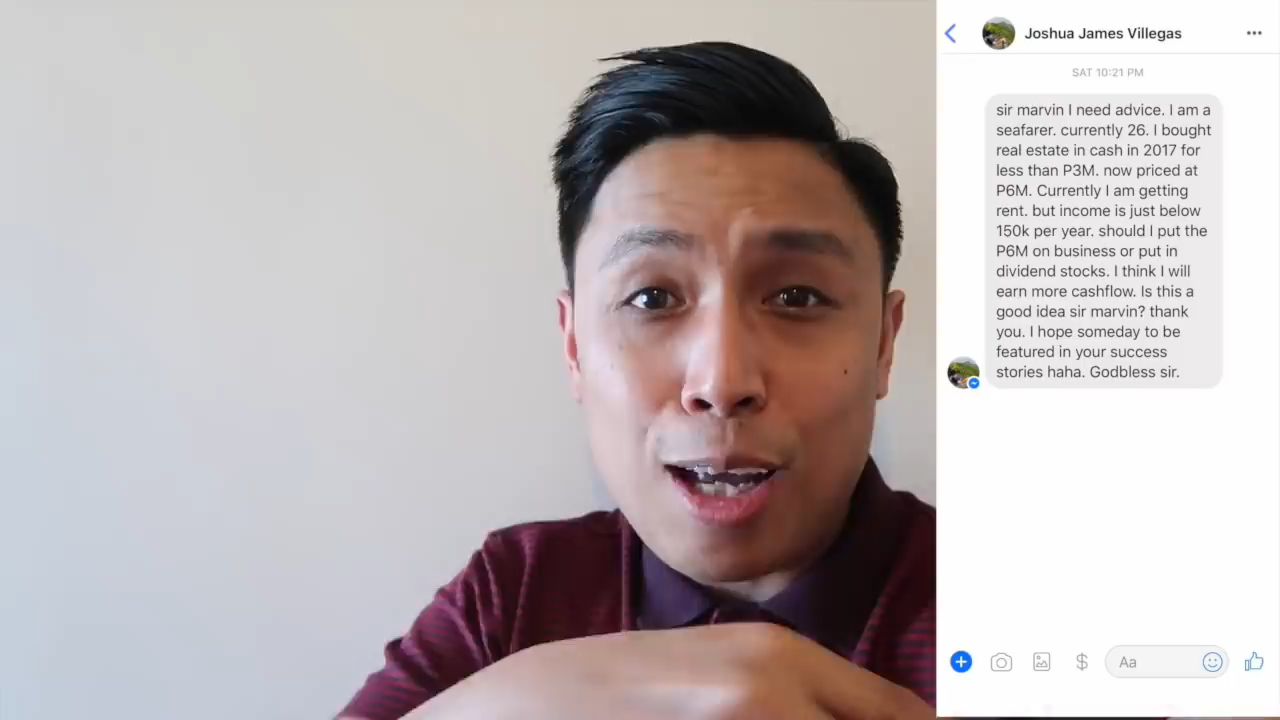 Joshua James Villegas
SAT 10:21 PM
sir marvin I need advice. I am a
seafarer. currently 26. I bought
real estate in cash in 2017 for
less than P3M. now priced at
P6M. Currently I am getting
rent. but income is just below
150k per year. should I put the
P6M on business or put in
dividend stocks. I think I will
earn more cashflow. Is this a
good idea sir marvin? thank
you. I hope someday to be
featured in your success
stories haha. Godbless sir.
Aa